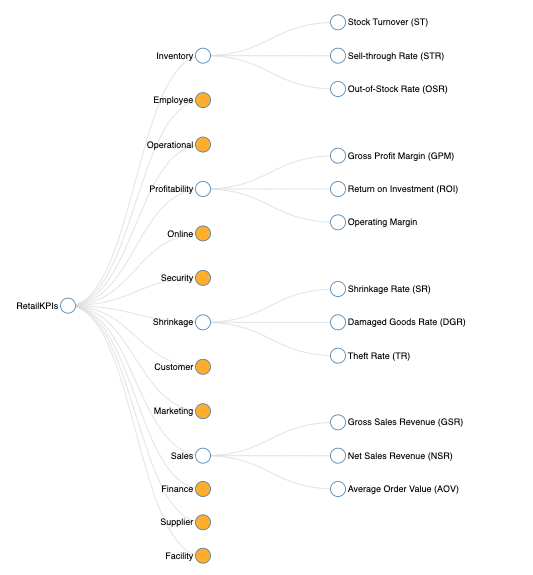 RetailKPIs
Inventory
Stock Turnover (ST)
Sell-through Rate (STR)
Out-of-Stock Rate (OSR)
Employee
Operational
Profitability
Gross Profit Margin (GPM)
Return on Investment (ROI)
Operating Margin
Online
Security
Shrinkage
Shrinkage Rate (SR)
Damaged Goods Rate (DGR)
Theft Rate (TR)
Customer
Marketing
Sales
Gross Sales Revenue (GSR)
Net Sales Revenue (NSR)
Average Order Value (AOV)
Finance
Supplier
Facility